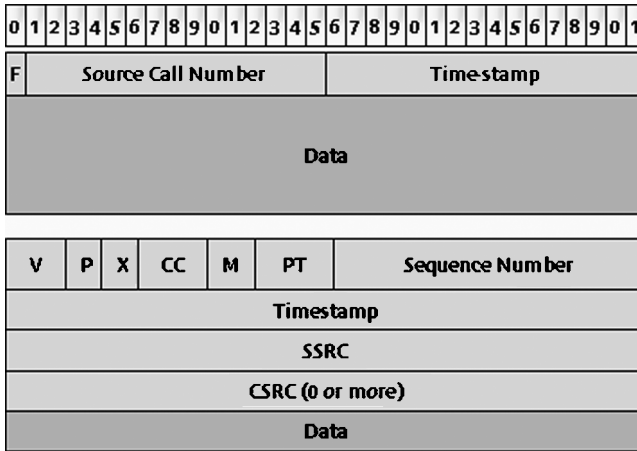 0 1 2 3 4 5 6 7 8 9 0 1 2 3 4 5 6 7 8 9 0 1 2 3 4 5 6 7 8 9 0 1
F Source Call Number Timestamp
Data
V P X CC M PT Sequence Number
Timestamp
SSRC
CSRC (0 or more)
Data